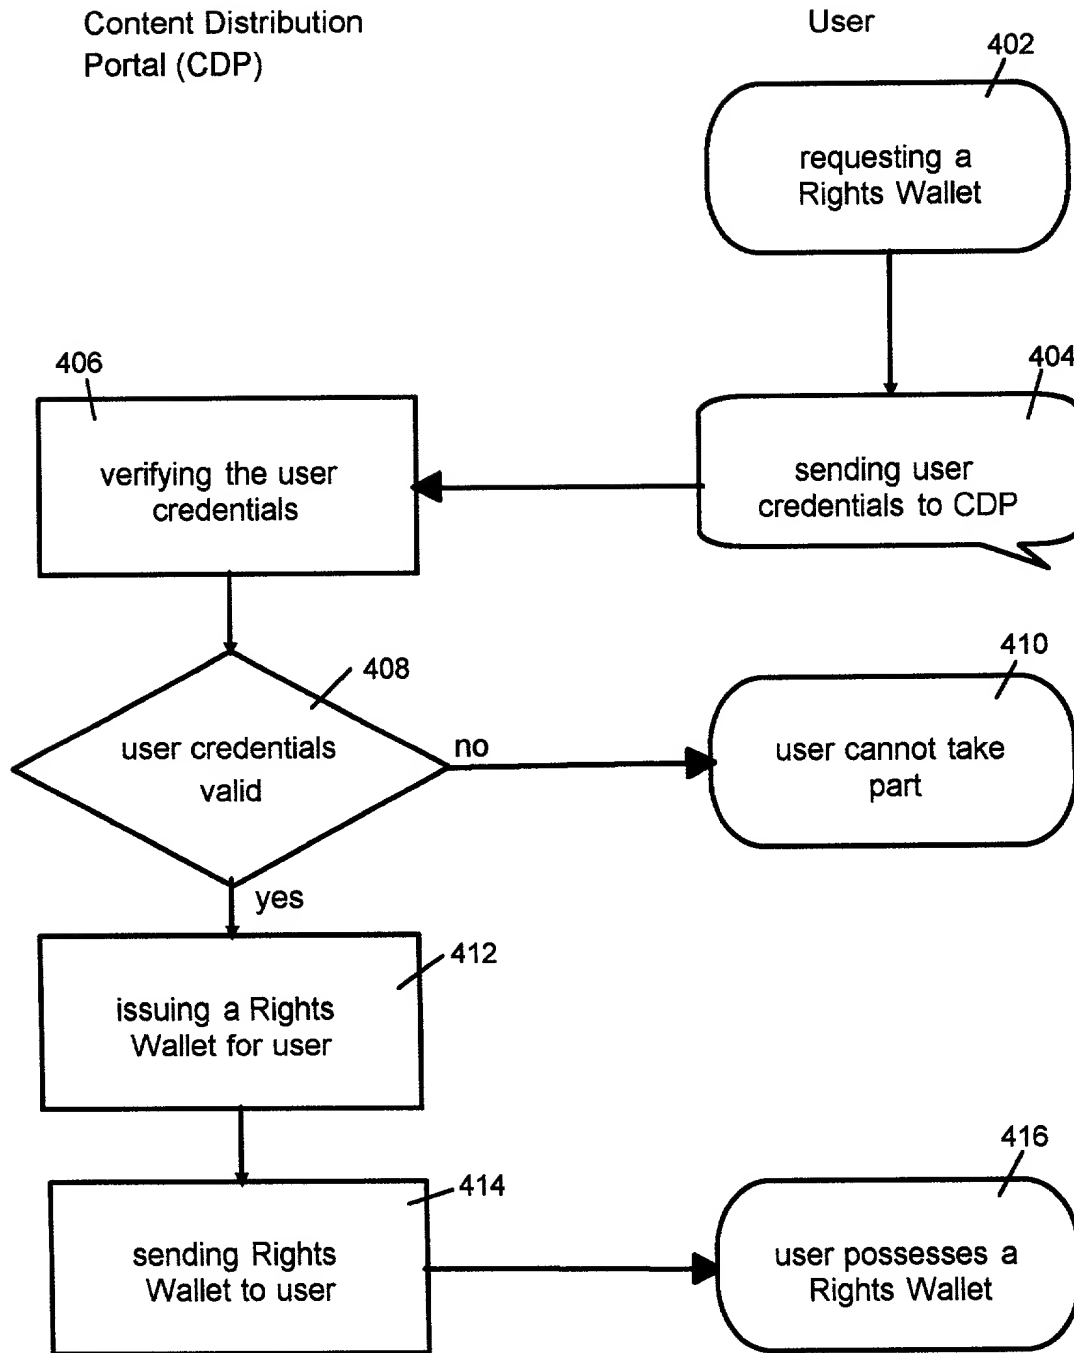 Content Distribution
Portal (CDP)
User
402
requesting a
Rights Wallet
406
404
verifying the user
credentials
sending user
credentials to CDP
408
410
user credentials
valid
no
user cannot take
part
yes
412
issuing a Rights
Wallet for user
414
416
sending Rights
Wallet to user
user possesses a
Rights Wallet